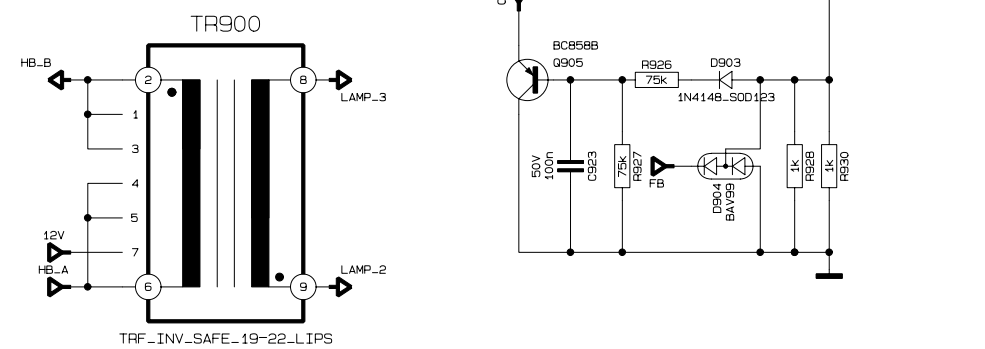 TR900
HB_B
2
8
LAMP_3
1
3
4
5
12V
7
HB_A
6
9
LAMP_2
TRF_INV_SAFE_19-22_LIPS
BC858B
Q905
R926
75k
D903
1N4148_SOD123
50V
100n
C923
75k
R927
FB
D904
BAV99
1k
R928
1k
R930